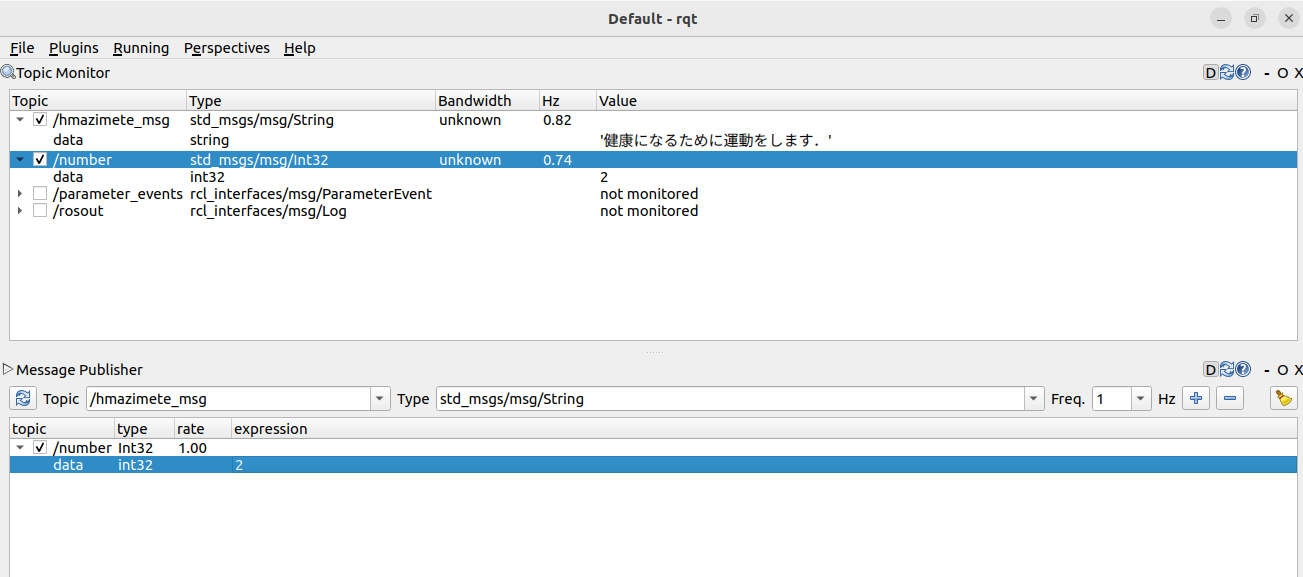 Default - rqt
File Plugins Running Perspectives Help
Topic Monitor D - O X
Topic Type Bandwidth Hz Value
/hmazimete_msg std_msgs/msg/String unknown 0.82
data string '健康になるために運動をします．'
/number std_msgs/msg/Int32 unknown 0.74
data int32 2
/parameter_events rcl_interfaces/msg/ParameterEvent not monitored
/rosout rcl_interfaces/msg/Log not monitored
Message Publisher D - O X
Topic /hmazimete_msg Type std_msgs/msg/String Freq. 1 Hz
topic type rate expression
/number Int32 1.00
data int32 2